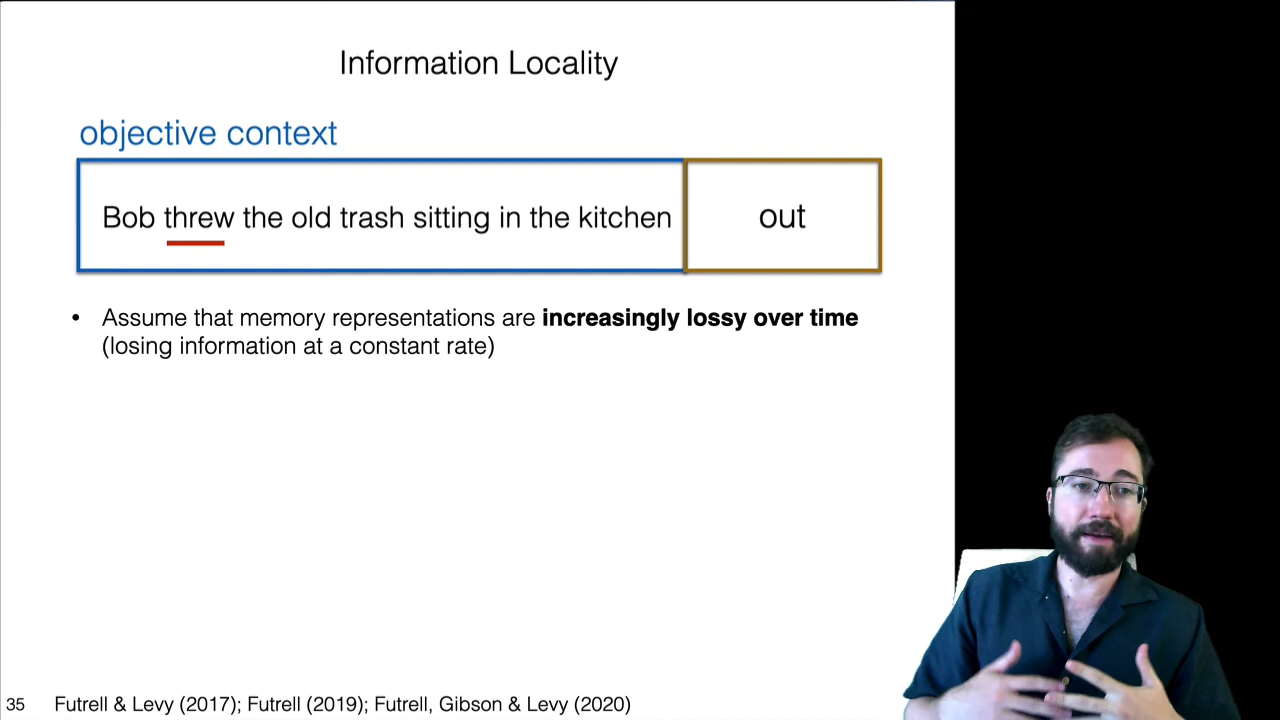 Information Locality
objective context
Bob threw the old trash sitting in the kitchen out
• Assume that memory representations are increasingly lossy over time
(losing information at a constant rate)
35 Futrell & Levy (2017); Futrell (2019); Futrell, Gibson & Levy (2020)